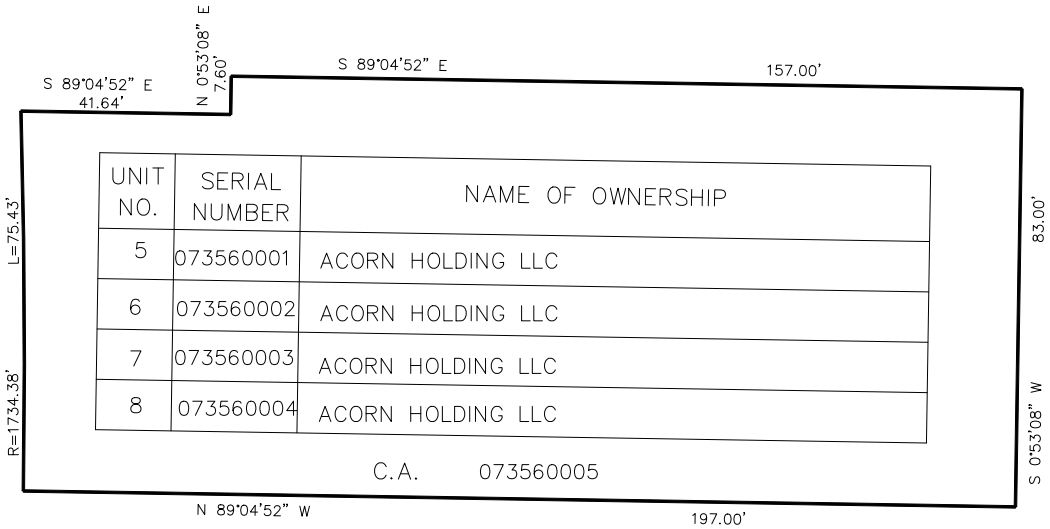 N 0°53'08" E
7.60'
S 89°04'52" E
157.00'
S 89°04'52" E
41.64'
UNIT NO.
SERIAL NUMBER
NAME OF OWNERSHIP
5 073560001 ACORN HOLDING LLC
6 073560002 ACORN HOLDING LLC
7 073560003 ACORN HOLDING LLC
8 073560004 ACORN HOLDING LLC
L=75.43'
R=1734.38'
83.00'
S 0°53'08" W
C.A. 073560005
N 89°04'52" W
197.00'